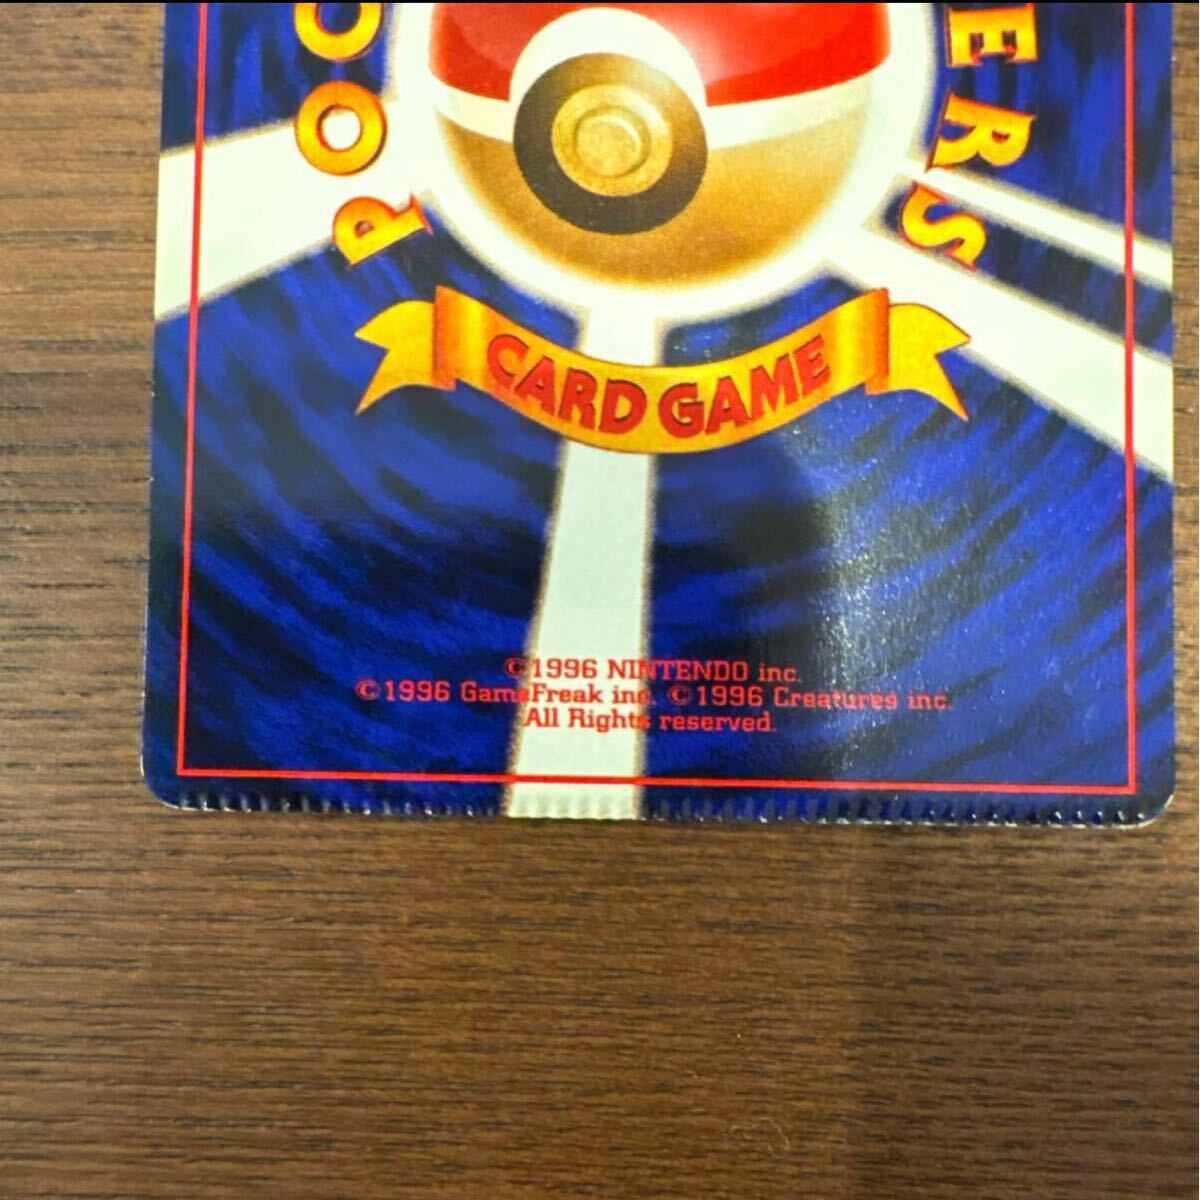 POC
ERS
CARD GAME
©1996 NINTENDO inc.
©1996 GameFreak inc. ©1996 Creatures inc.
All Rights reserved.